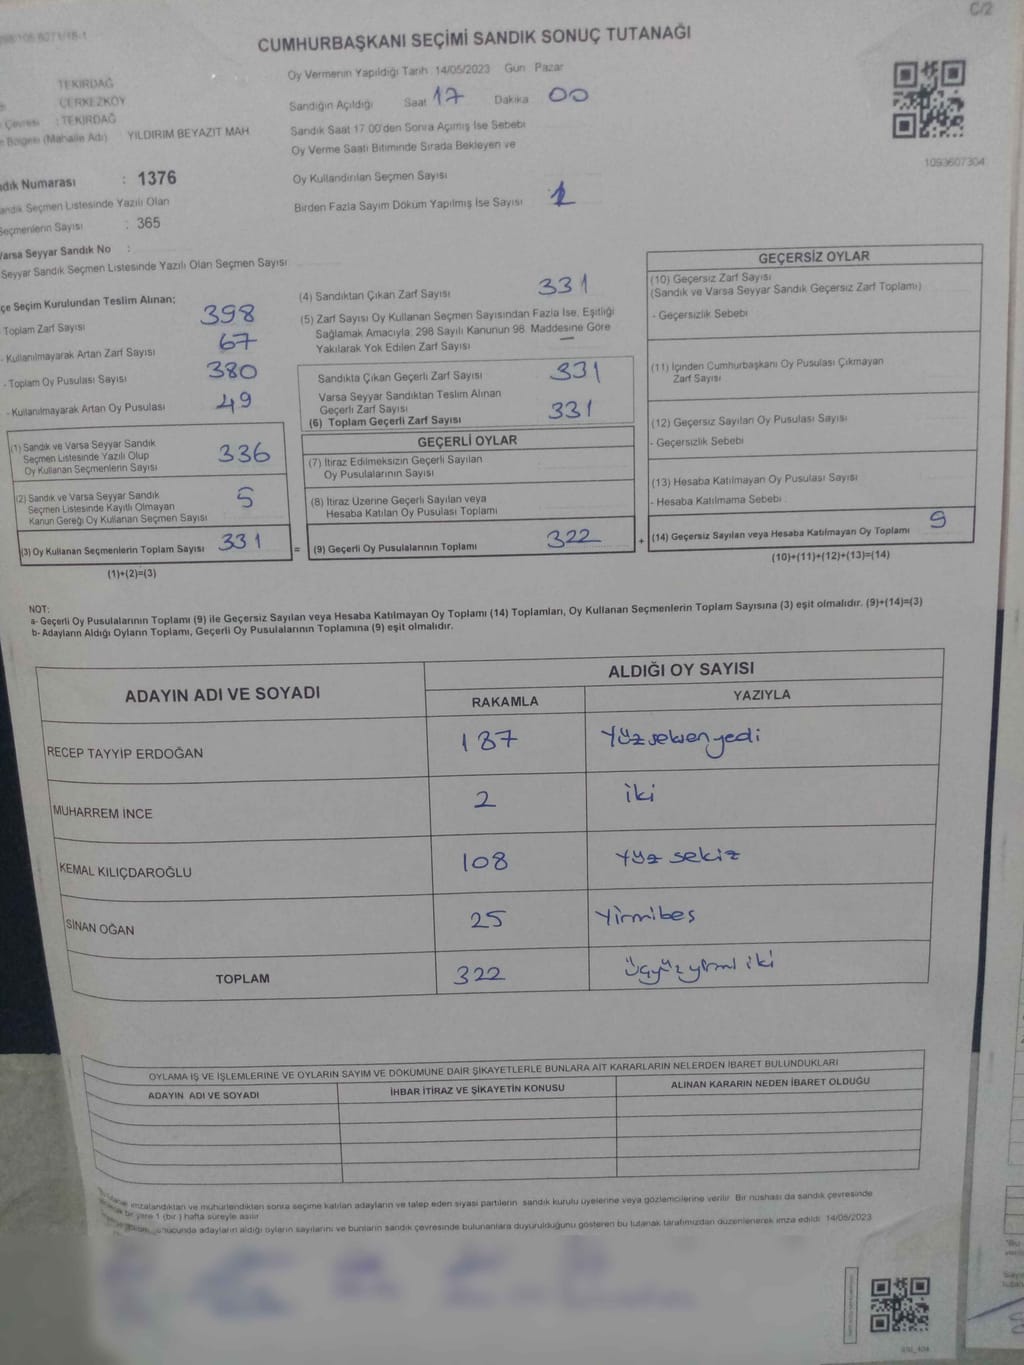 C/2
CUMHURBAŞKANI SEÇİMİ SANDIK SONUÇ TUTANAĞI
TEKİRDAĞ
ÇERKEZKÖY
Çevresi : TEKİRDAĞ
Bölgesi (Mahalle Adı) YILDIRIM BEYAZIT MAH
Numarası : 1376
Seçmen Listesinde Yazılı Olan
Seçmenlerin Sayısı : 365
Varsa Seyyar Sandık No :
Seyyar Sandık Seçmen Listesinde Yazılı Olan Seçmen Sayısı
Oy Vermenin Yapıldığı Tarih : 14/05/2023 Gün : Pazar
Sandığın Açıldığı Saat 17 Dakika 00
Sandık Saat 17:00'den Sonra Açımış İse Sebebi
Oy Verme Saati Bitiminde Sırada Bekleyen ve
Oy Kullandırılan Seçmen Sayısı
Birden Fazla Sayım Döküm Yapılmış İse Sayısı 1
1093607304
Seçim Kurulundan Teslim Alınan;
Toplam Zarf Sayısı 398
- Kullanılmayarak Artan Zarf Sayısı 67
- Toplam Oy Pusulası Sayısı 380
- Kullanılmayarak Artan Oy Pusulası 49
(1) Sandık ve Varsa Seyyar Sandık
Seçmen Listesinde Yazılı Olup
Oy Kullanan Seçmenlerin Sayısı 336
(2) Sandık ve Varsa Seyyar Sandık
Seçmen Listesinde Kayıtlı Olmayan
Kanun Gereği Oy Kullanan Seçmen Sayısı 5
(3) Oy Kullanan Seçmenlerin Toplam Sayısı 331 =
(1)+(2)=(3)
(4) Sandıktan Çıkan Zarf Sayısı 331
(5) Zarf Sayısı Oy Kullanan Seçmen Sayısından Fazla İse, Eşitliği
Sağlamak Amacıyla, 298 Sayılı Kanunun 98. Maddesine Göre
Yakılarak Yok Edilen Zarf Sayısı —
Sandıkta Çıkan Geçerli Zarf Sayısı 331
Varsa Seyyar Sandıktan Teslim Alınan
Geçerli Zarf Sayısı
(6) Toplam Geçerli Zarf Sayısı 331
GEÇERLİ OYLAR
(7) İtiraz Edilmeksizin Geçerli Sayılan
Oy Pusulalarının Sayısı
(8) İtiraz Üzerine Geçerli Sayılan veya
Hesaba Katılan Oy Pusulası Toplamı
(9) Geçerli Oy Pusulalarının Toplamı 322 +
GEÇERSİZ OYLAR
(10) Geçersiz Zarf Sayısı
(Sandık ve Varsa Seyyar Sandık Geçersiz Zarf Toplamı)
- Geçersizlik Sebebi
(11) İçinden Cumhurbaşkanı Oy Pusulası Çıkmayan
Zarf Sayısı
(12) Geçersiz Sayılan Oy Pusulası Sayısı
- Geçersizlik Sebebi
(13) Hesaba Katılmayan Oy Pusulası Sayısı
- Hesaba Katılmama Sebebi
(14) Geçersiz Sayılan veya Hesaba Katılmayan Oy Toplamı 9
(10)+(11)+(12)+(13)=(14)
NOT:
a- Geçerli Oy Pusulalarının Toplamı (9) ile Geçersiz Sayılan veya Hesaba Katılmayan Oy Toplamı (14) Toplamları, Oy Kullanan Seçmenlerin Toplam Sayısına (3) eşit olmalıdır. (9)+(14)=(3)
b- Adayların Aldığı Oyların Toplamı, Geçerli Oy Pusulalarının Toplamına (9) eşit olmalıdır.
ADAYIN ADI VE SOYADI ALDIĞI OY SAYISI
RAKAMLA YAZIYLA
RECEP TAYYİP ERDOĞAN 187 Yüzseksenyedi
MUHARREM İNCE 2 iki
KEMAL KILIÇDAROĞLU 108 Yüz sekiz
SİNAN OĞAN 25 Yirmibes
TOPLAM 322 Üçyüzyirmi iki
OYLAMA İŞ VE İŞLEMLERİNE VE OYLARIN SAYIM VE DÖKÜMÜNE DAİR ŞİKAYETLERLE BUNLARA AİT KARARLARIN NELERDEN İBARET BULUNDUKLARI
ADAYIN ADI VE SOYADI İHBAR İTİRAZ VE ŞİKAYETİN KONUSU ALINAN KARARIN NEDEN İBARET OLDUĞU
imzalandıktan ve mühürlendikten sonra seçime katılan adayların ve talep eden siyasi partilerin sandık kurulu üyelerine veya gözlemcilerine verilir. Bir nüshası da sandık çevresinde
bir yere 1 (bir) hafta süreyle asılır.
sonucunda adayların aldığı oyların sayılarını ve bunların sandık çevresinde bulunanlara duyurulduğunu gösteren bu tutanak tarafımızdan düzenlenerek imza edildi. 14/05/2023